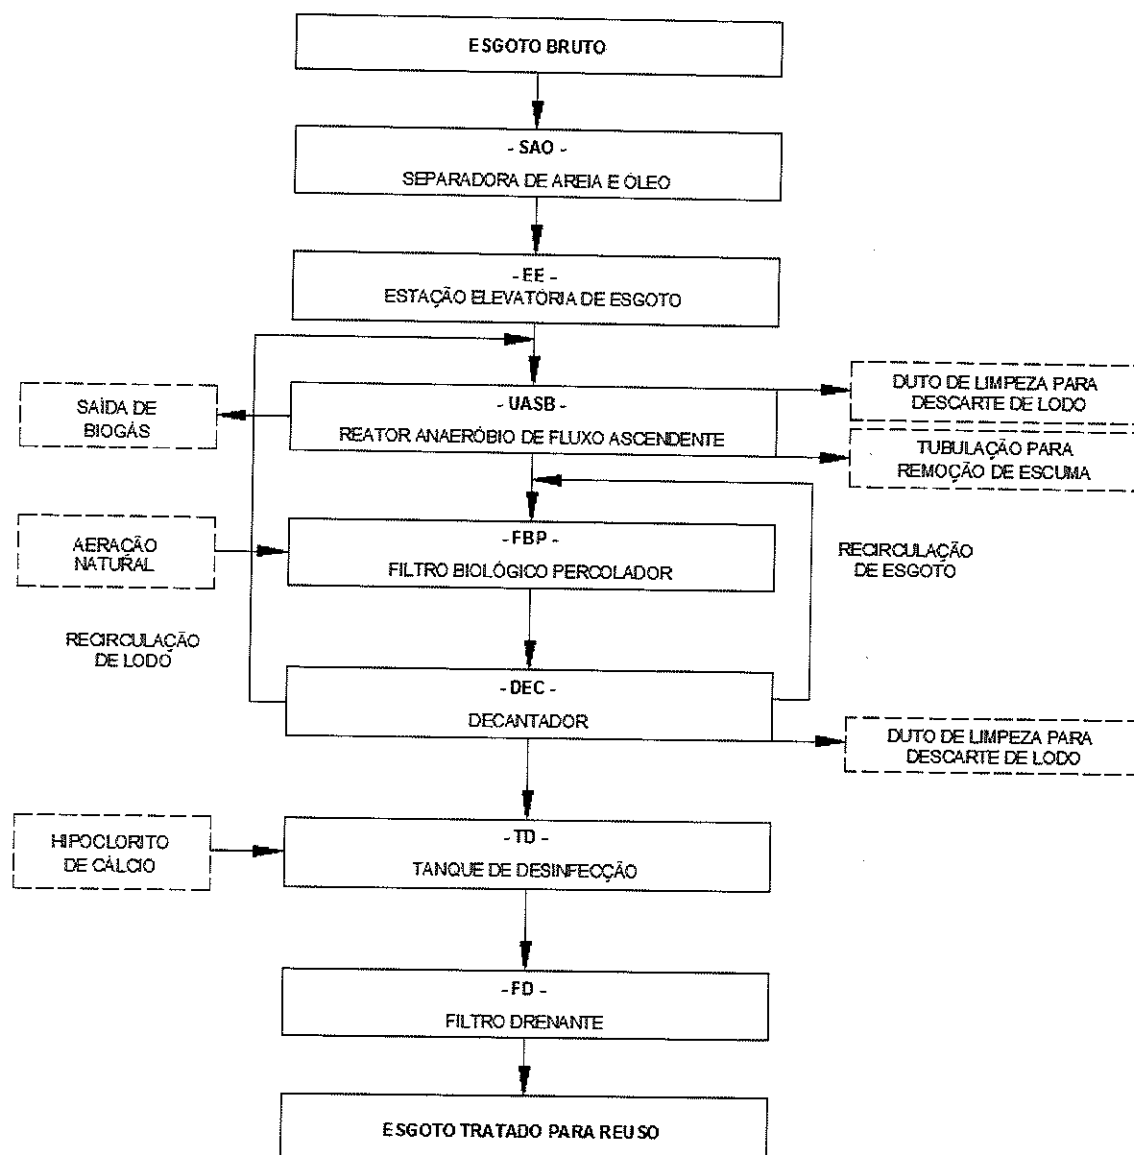 ESGOTO BRUTO
- SAO -
SEPARADORA DE AREIA E ÓLEO
- EE -
ESTAÇÃO ELEVATÓRIA DE ESGOTO
SAÍDA DE
BIOGÁS
- UASB -
REATOR ANAERÓBIO DE FLUXO ASCENDENTE
DUTO DE LIMPEZA PARA
DESCARTE DE LODO
TUBULAÇÃO PARA
REMOÇÃO DE ESCUMA
AERAÇÃO
NATURAL
- FBP -
FILTRO BIOLÓGICO PERCOLADOR
RECIRCULAÇÃO
DE ESGOTO
RECIRCULAÇÃO
DE LODO
- DEC -
DECANTADOR
DUTO DE LIMPEZA PARA
DESCARTE DE LODO
HIPOCLORITO
DE CÁLCIO
- TD -
TANQUE DE DESINFECÇÃO
- FD -
FILTRO DRENANTE
ESGOTO TRATADO PARA REUSO